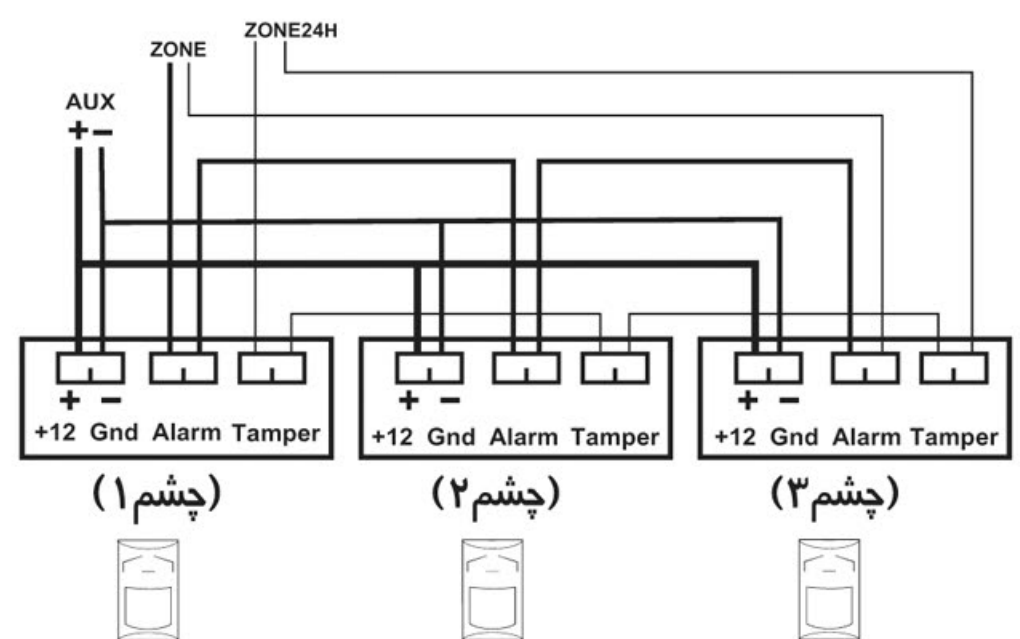 ZONE24H
ZONE
AUX
+ −
+ −
+12 Gnd Alarm Tamper
+ −
+12 Gnd Alarm Tamper
+ −
+12 Gnd Alarm Tamper
(چشم۱)
(چشم۲)
(چشم۳)